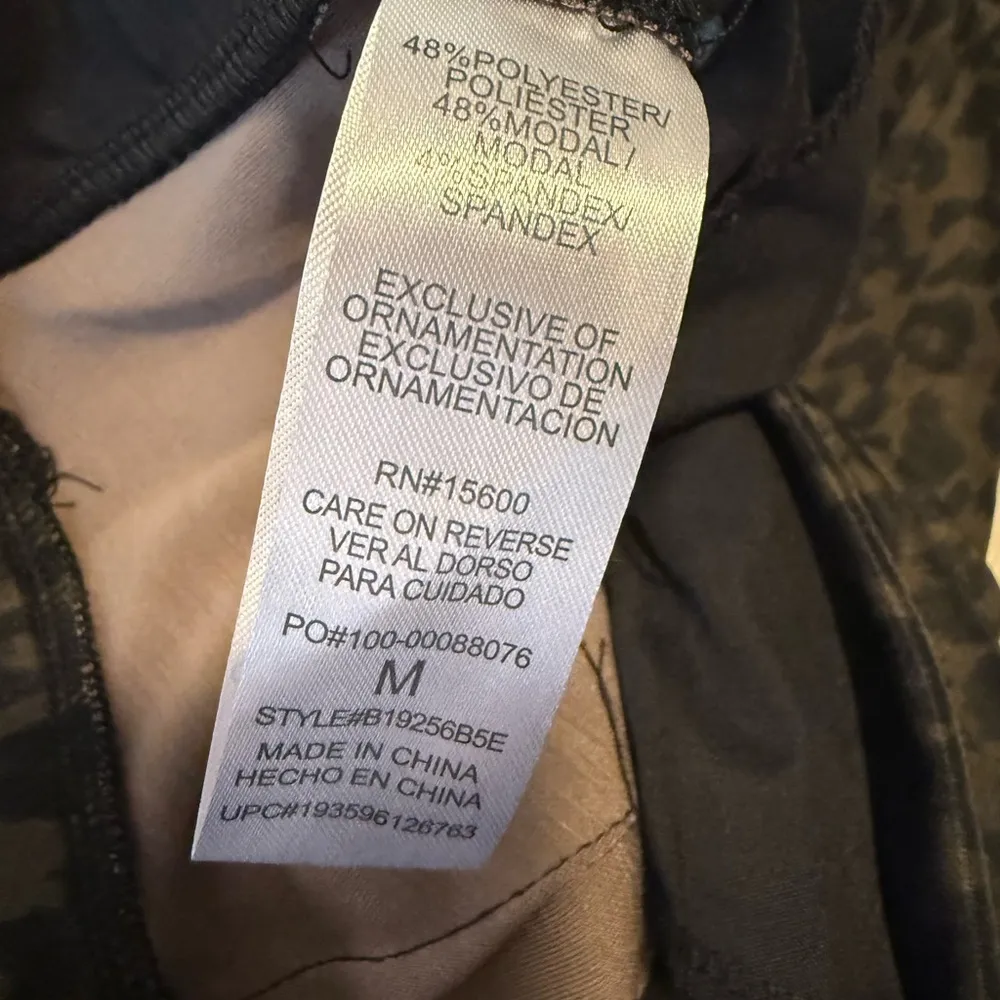 48%POLYESTER/
POLIESTER
48%MODAL/
MODAL
4%SPANDEX/
SPANDEX
EXCLUSIVE OF
ORNAMENTATION
EXCLUSIVO DE
ORNAMENTACION
RN#15600
CARE ON REVERSE
VER AL DORSO
PARA CUIDADO
PO#100-00088076
M
STYLE#B19256B5E
MADE IN CHINA
HECHO EN CHINA
UPC#193596126763